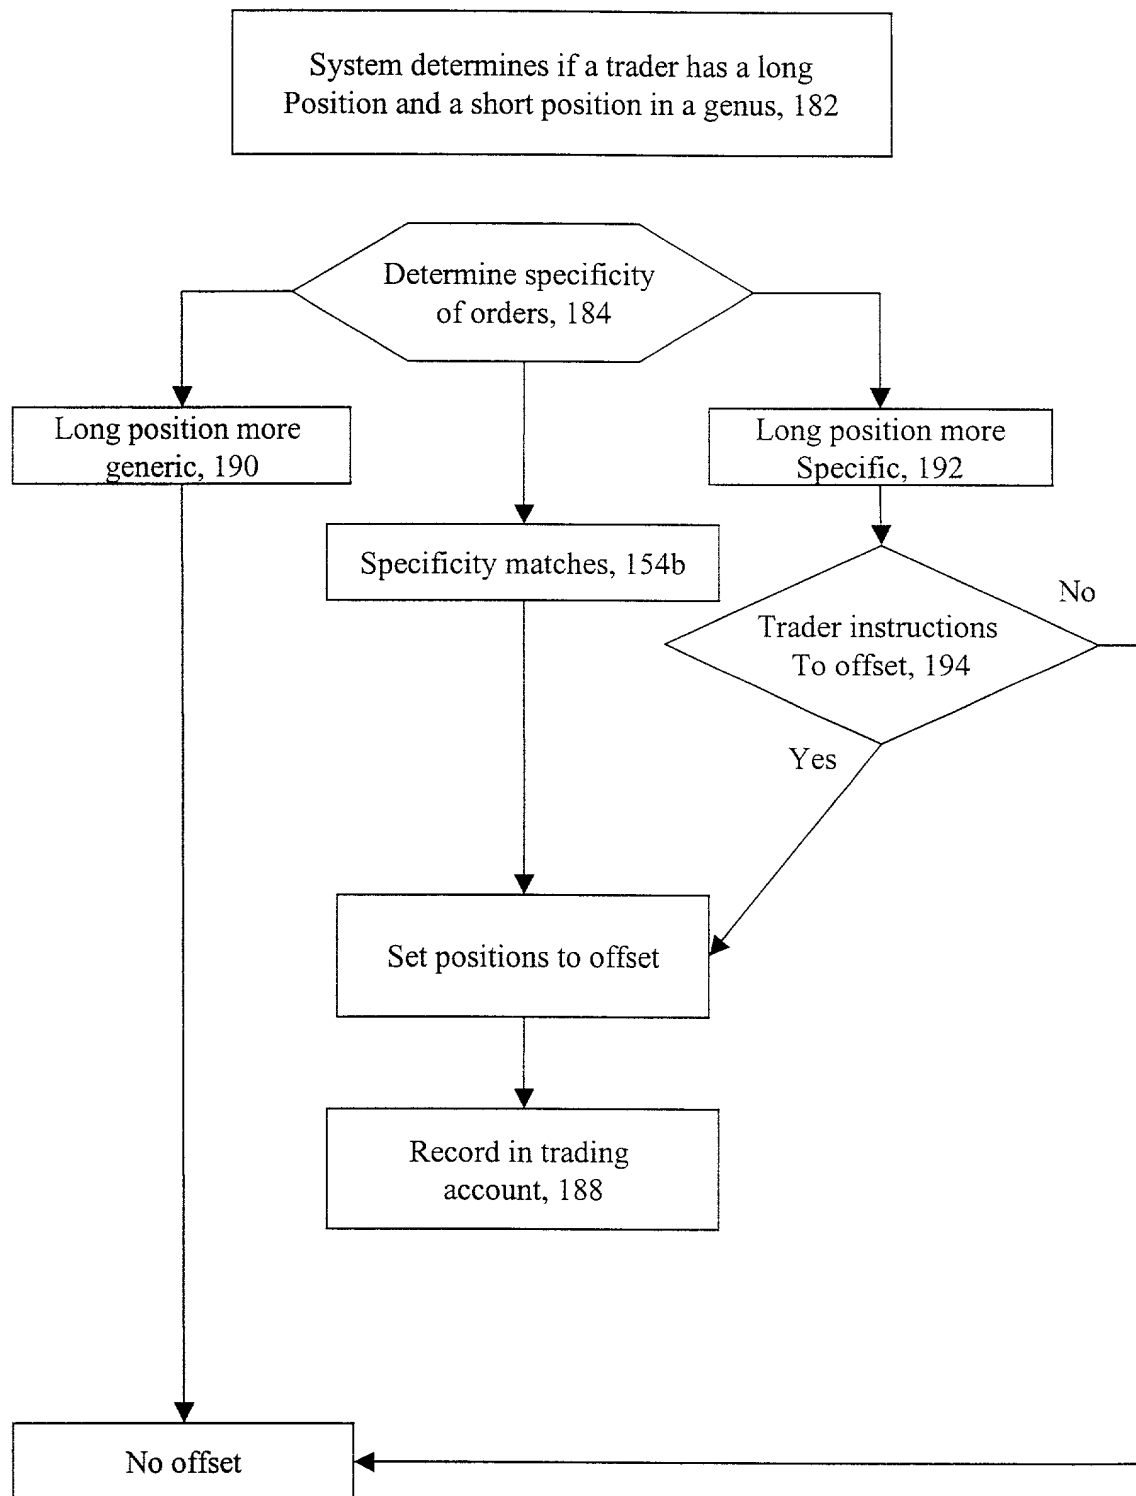 System determines if a trader has a long
Position and a short position in a genus, 182
Determine specificity
of orders, 184
Long position more
generic, 190
Long position more
Specific, 192
Specificity matches, 154b
No
Trader instructions
To offset, 194
Yes
Set positions to offset
Record in trading
account, 188
No offset